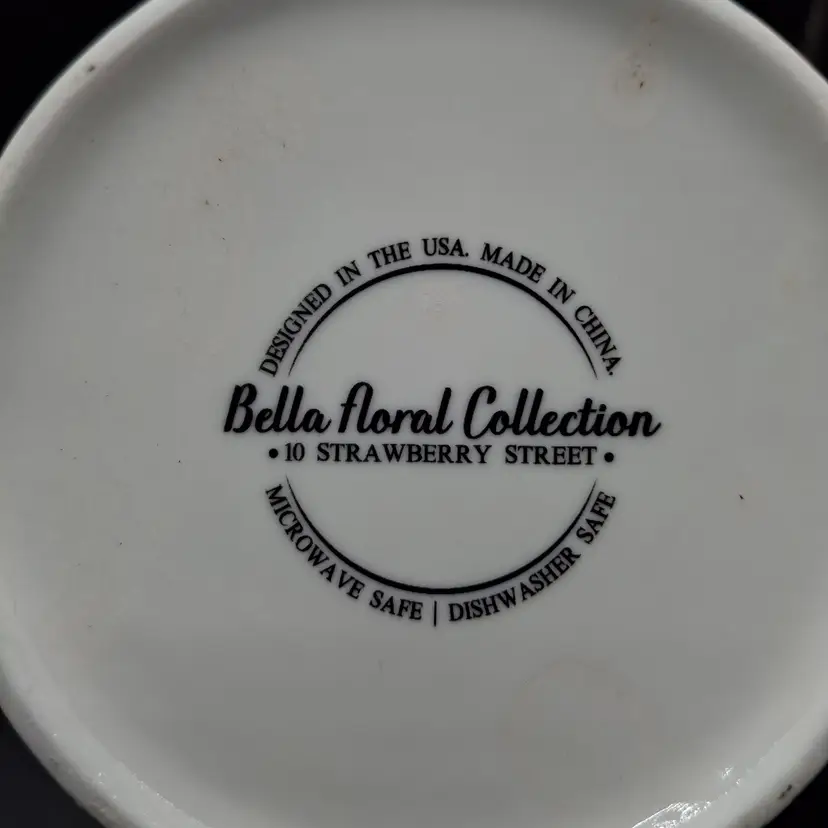 DESIGNED IN THE USA. MADE IN CHINA.
Bella floral Collection
• 10 STRAWBERRY STREET •
MICROWAVE SAFE | DISHWASHER SAFE